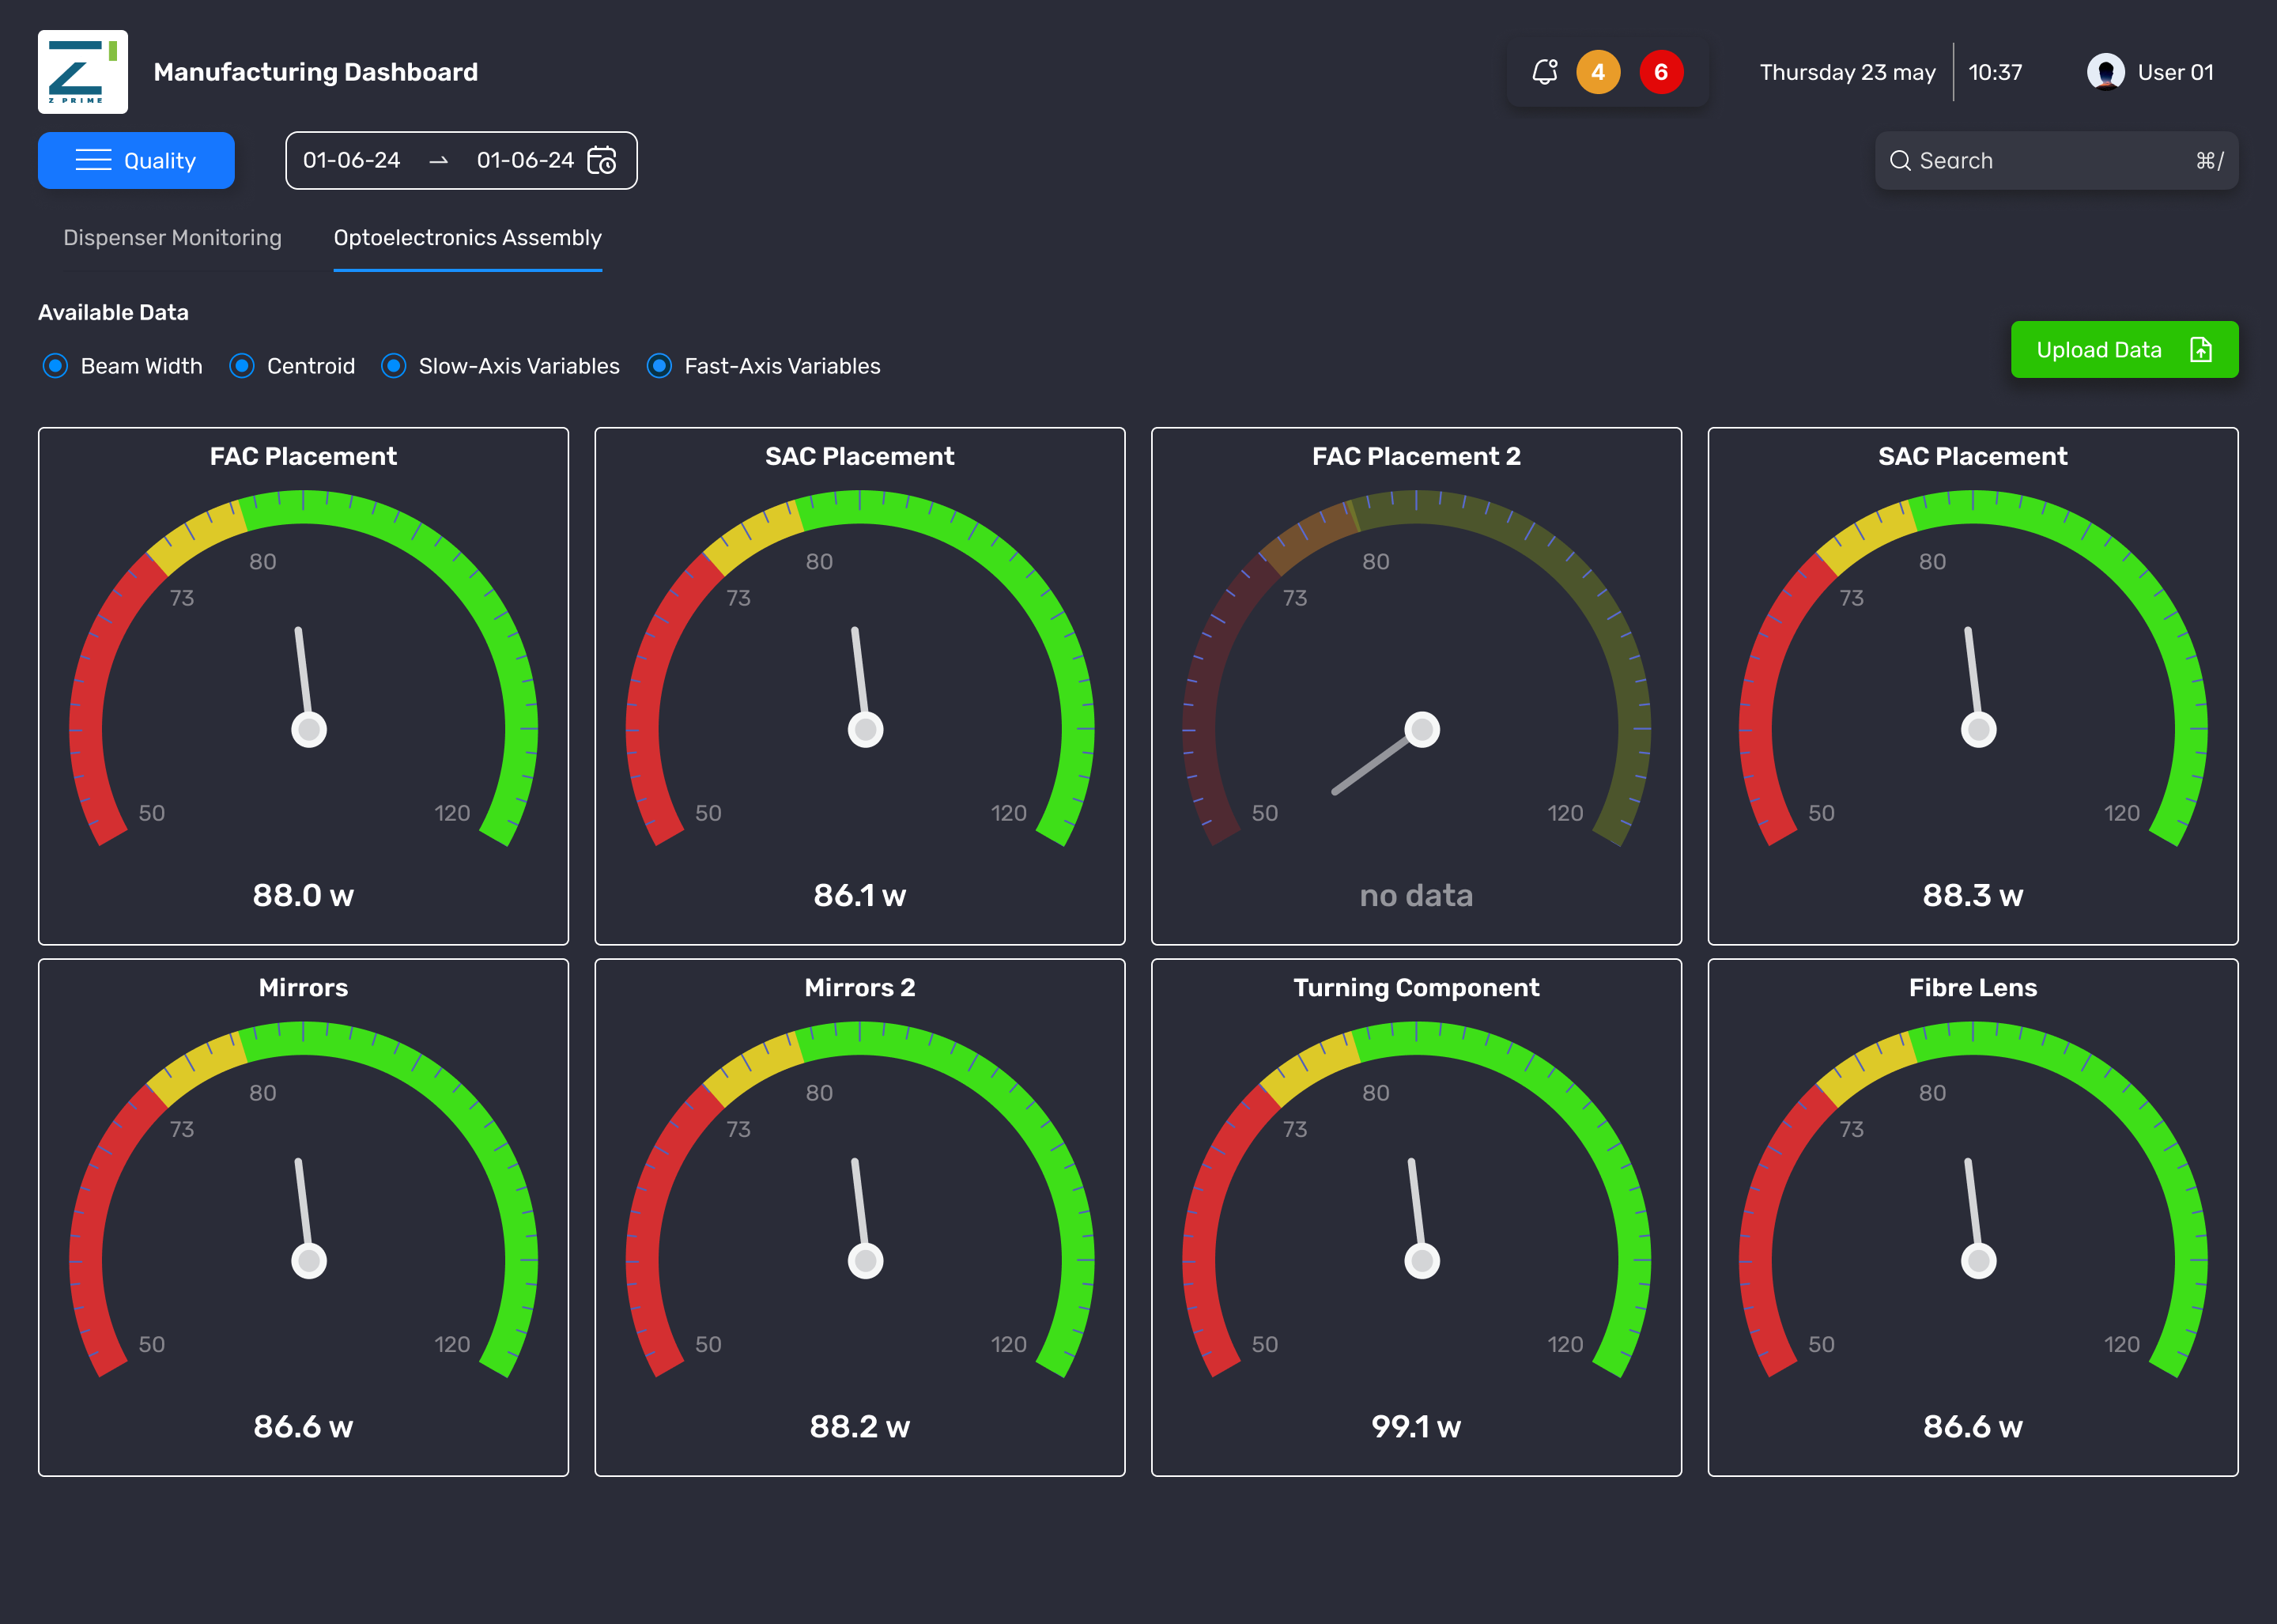 Z PRIME
Manufacturing Dashboard
4
6
Thursday 23 may
10:37
User 01
Quality
01-06-24 → 01-06-24
Search
⌘/
Dispenser Monitoring
Optoelectronics Assembly
Available Data
Beam Width
Centroid
Slow-Axis Variables
Fast-Axis Variables
Upload Data
FAC Placement
80
73
50
120
88.0 w
SAC Placement
80
73
50
120
86.1 w
FAC Placement 2
80
73
50
120
no data
SAC Placement
80
73
50
120
88.3 w
Mirrors
80
73
50
120
86.6 w
Mirrors 2
80
73
50
120
88.2 w
Turning Component
80
73
50
120
99.1 w
Fibre Lens
80
73
50
120
86.6 w